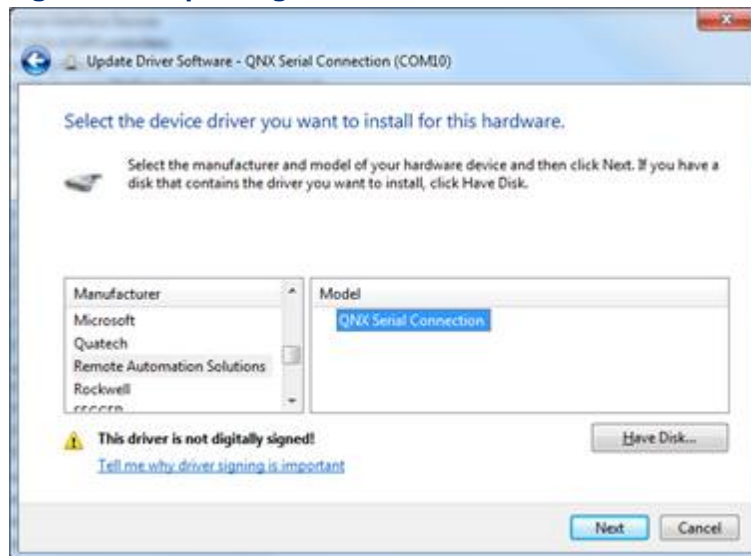 Update Driver Software - QNX Serial Connection (COM10)
Select the device driver you want to install for this hardware.
Select the manufacturer and model of your hardware device and then click Next. If you have a
disk that contains the driver you want to install, click Have Disk.
Manufacturer
Model
Microsoft
QNX Serial Connection
Quatech
Remote Automation Solutions
Rockwell
This driver is not digitally signed!
Have Disk...
Tell me why driver signing is important
Next
Cancel